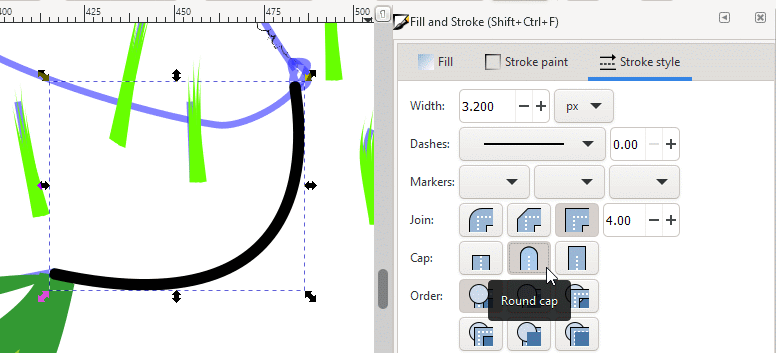 400 425 450 475 500
Fill and Stroke (Shift+Ctrl+F)
Fill Stroke paint Stroke style
Width: 3.200 px
Dashes: 0.00
Markers:
Join: 4.00
Cap:
Order:
Round cap